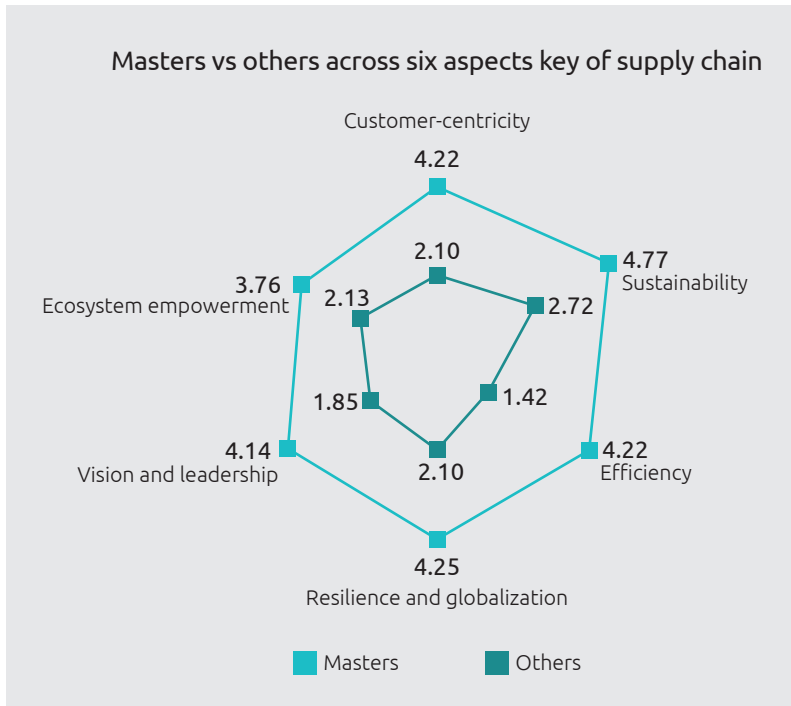 Masters vs others across six aspects key of supply chain
Customer-centricity
4.22
4.77
Sustainability
2.10
3.76
Ecosystem empowerment
2.13
2.72
1.85
1.42
4.14
Vision and leadership
4.22
Efficiency
2.10
4.25
Resilience and globalization
Masters
Others